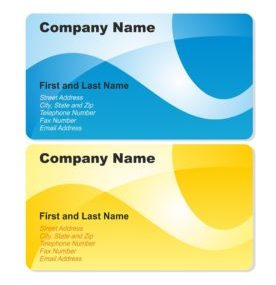 Company Name
First and Last Name
Street Address
City, State and Zip
Telephone Number
Fax Number
Email Address
Company Name
First and Last Name
Street Address
City, State and Zip
Telephone Number
Fax Number
Email Address